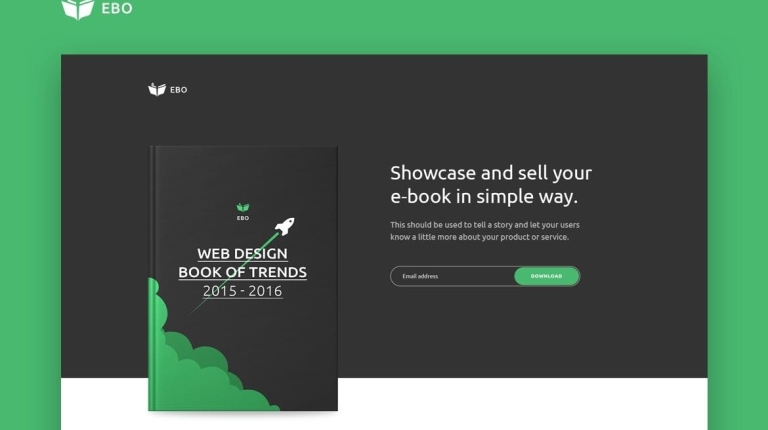 EBO
EBO
EBO
WEB DESIGN
BOOK OF TRENDS
2015 - 2016
Showcase and sell your
e-book in simple way.
This should be used to tell a story and let your users
know a little more about your product or service.
Email address
DOWNLOAD